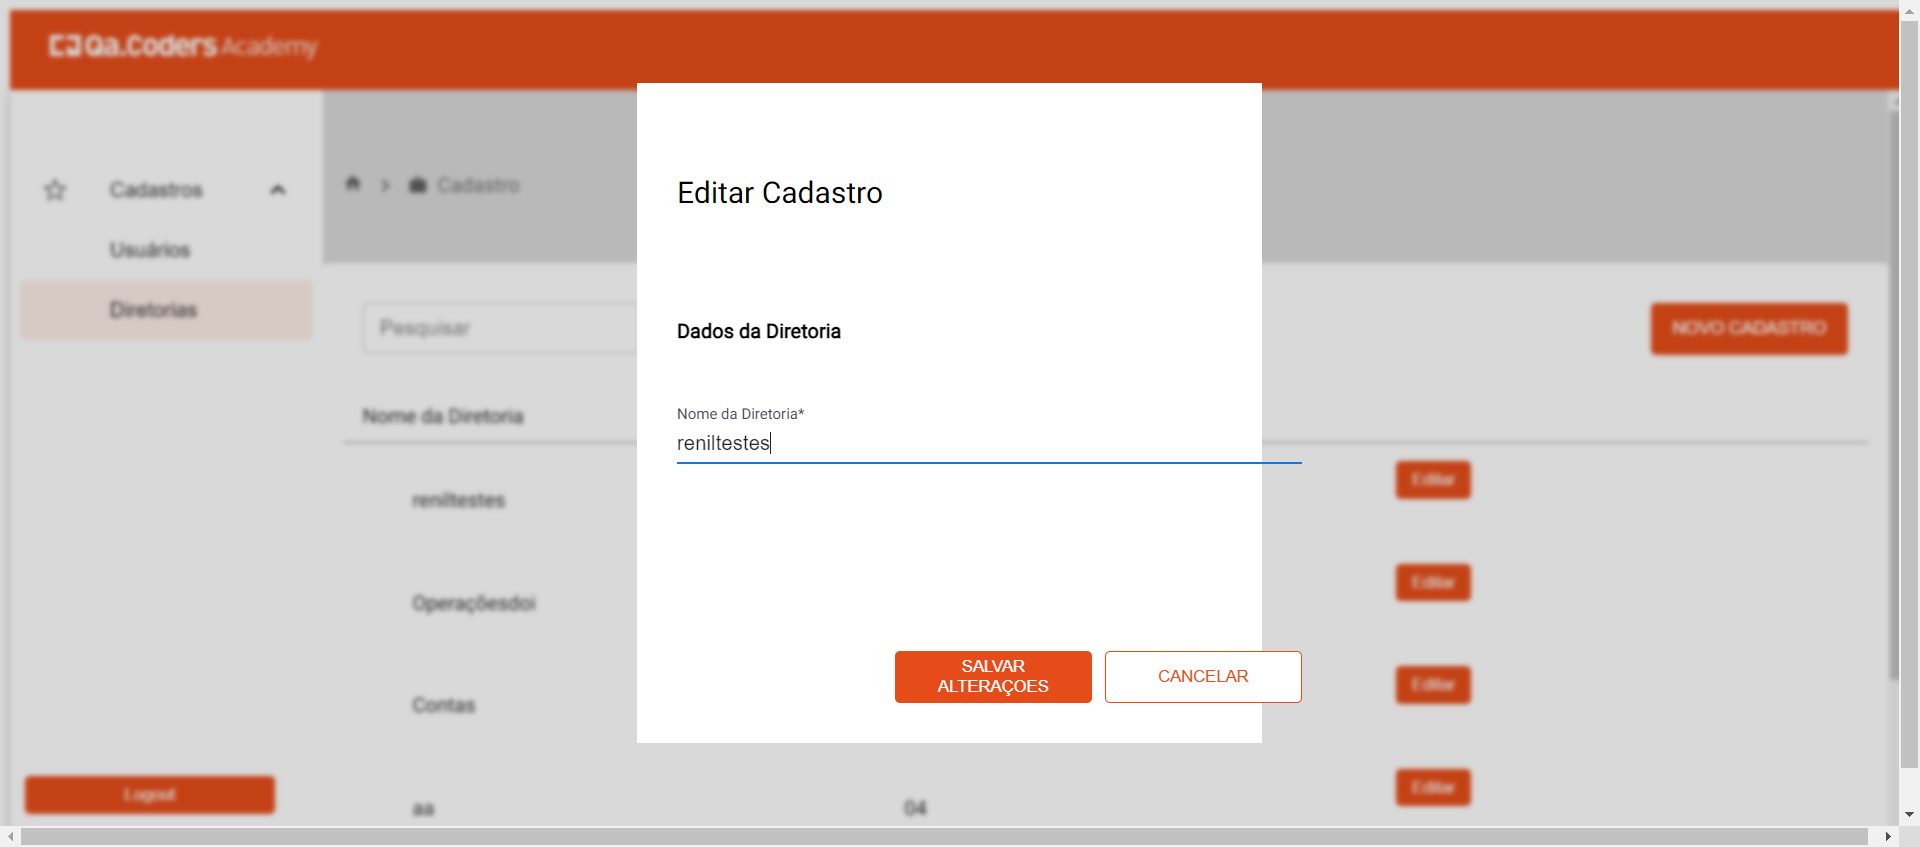 Qa.Coders Academy
Cadastros
Usuários
Diretorias
Logout
Cadastro
Pesquisar
NOVO CADASTRO
Nome da Diretoria
reniltestes
Editar
Operaçõesdoi
Editar
Contas
Editar
aa
04
Editar
Editar Cadastro
Dados da Diretoria
Nome da Diretoria*
reniltestes
SALVAR
ALTERAÇOES
CANCELAR